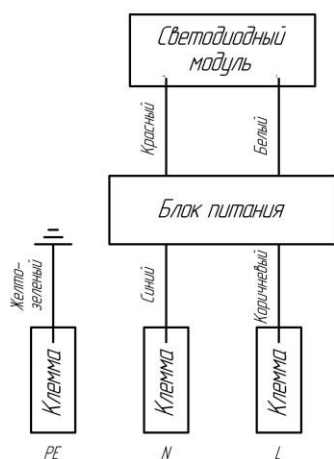 Светодиодный
модуль
Красный
Белый
Блок питания
Желто-
зеленый
Синий
Коричневый
Клемма
Клемма
Клемма
PE
N
L